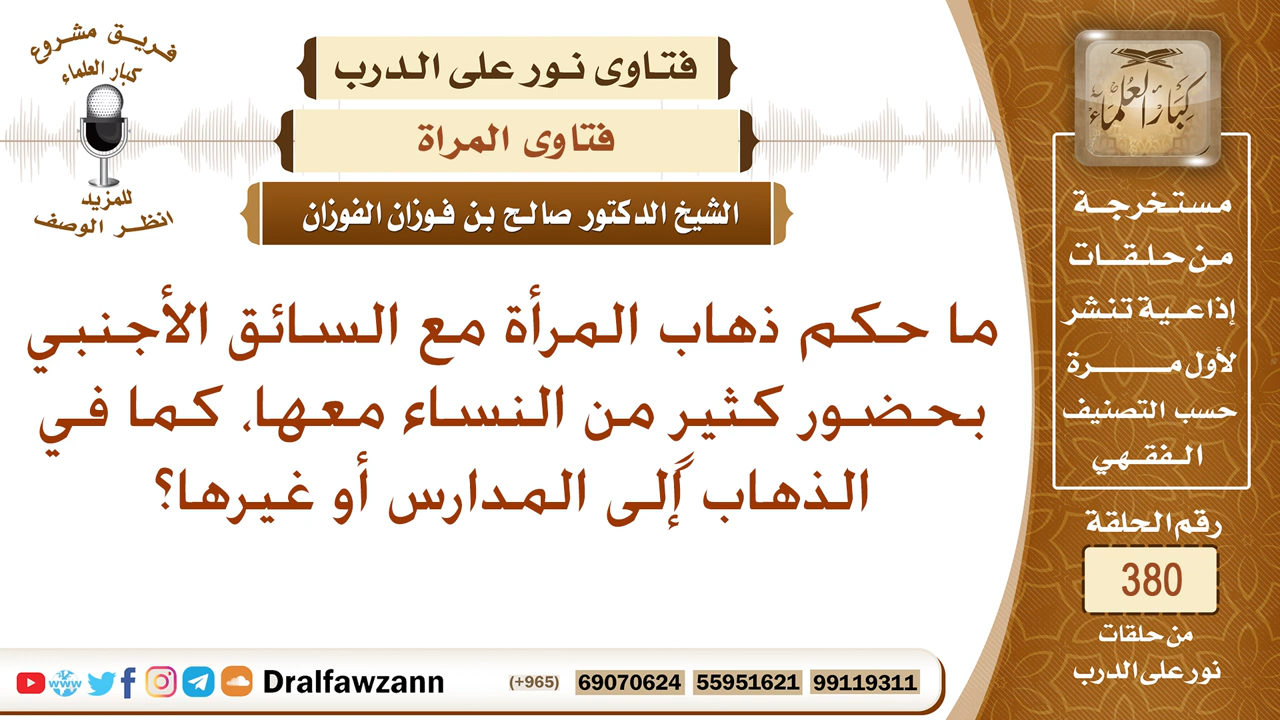 فريق مشروع
كبار العلماء
للمزيد
انظر الوصف
فتاوى نور على الدرب
فتاوى المراة
الشيخ الدكتور صالح بن فوزان الفوزان
ما حكم ذهاب المرأة مع السائق الأجنبي
بحضور كثيرٍ من النساء معها، كما في
الذهاب إلى المدارس أو غيرها؟
كبار العلماء
مستخرجة
من حلقات
إذاعية تنشر
لأول مرة
حسب التصنيف
الفقهي
رقم الحلقة
380
من حلقات
نور على الدرب
www Dralfawzann (+965) 69070624 55951621 99119311